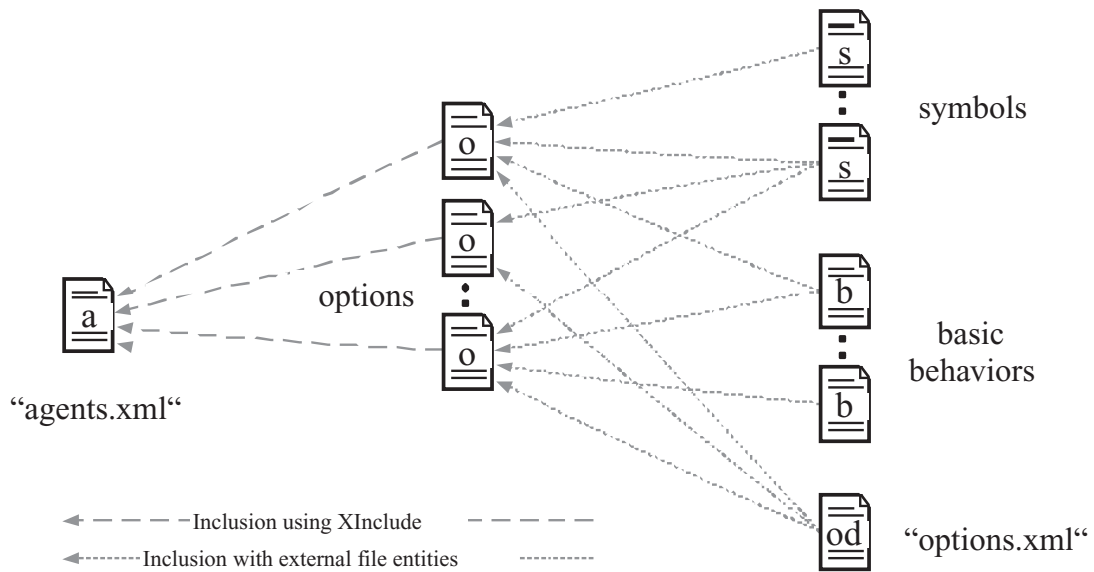 s
symbols
s
o
o
options
o
a
“agents.xml“
b
basic
behaviors
b
od
“options.xml“
Inclusion using XInclude
Inclusion with external file entities